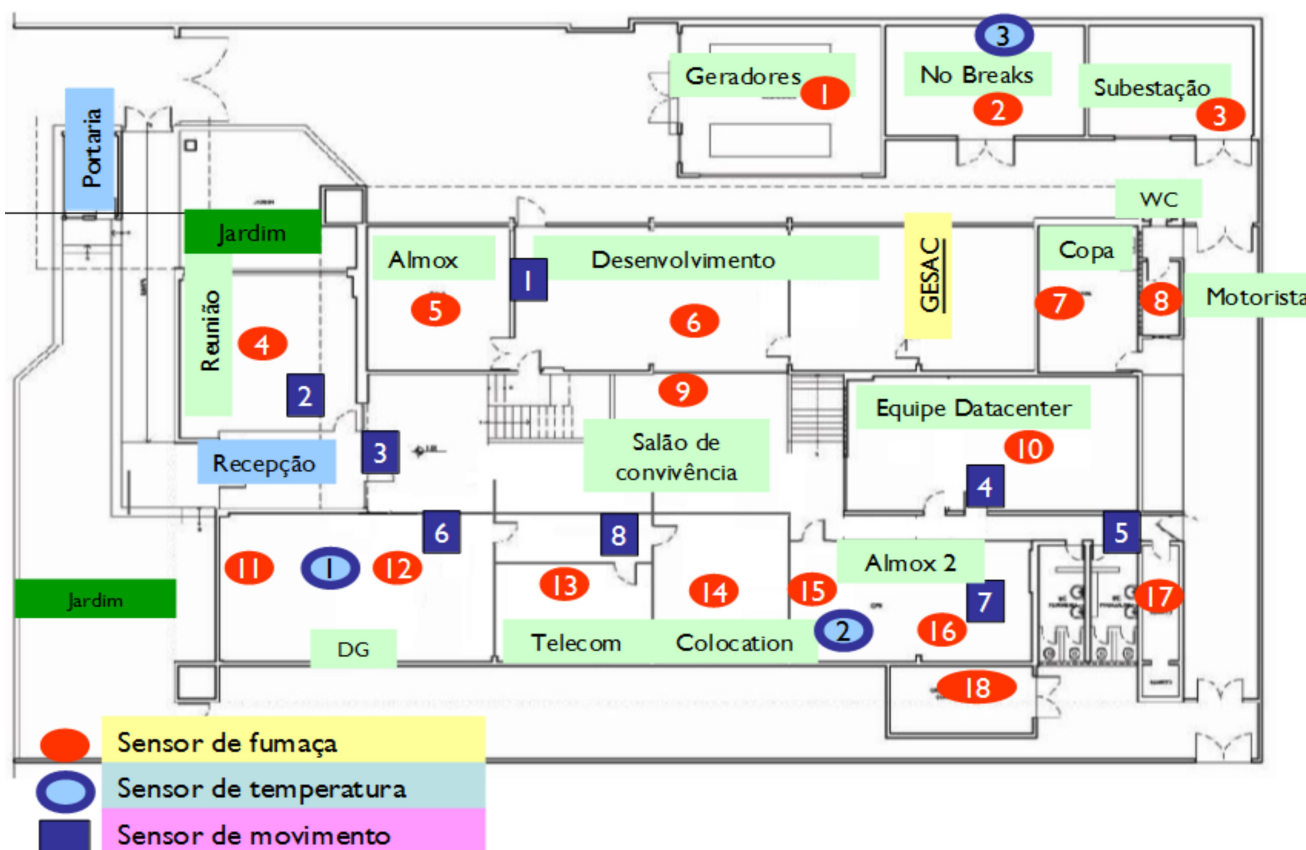 3
Geradores
1
No Breaks
2
Subestação
3
Portaria
WC
Jardim
Almox
5
1
Desenvolvimento
6
GESAC
Copa
7
8
Motorista
Reunião
4
2
9
Equipe Datacenter
10
Recepção
3
Salão de
convivência
4
6
8
5
11
1
12
13
14
15
Almox 2
7
17
Jardim
2
16
DG
Telecom
Colocation
18
Sensor de fumaça
Sensor de temperatura
Sensor de movimento